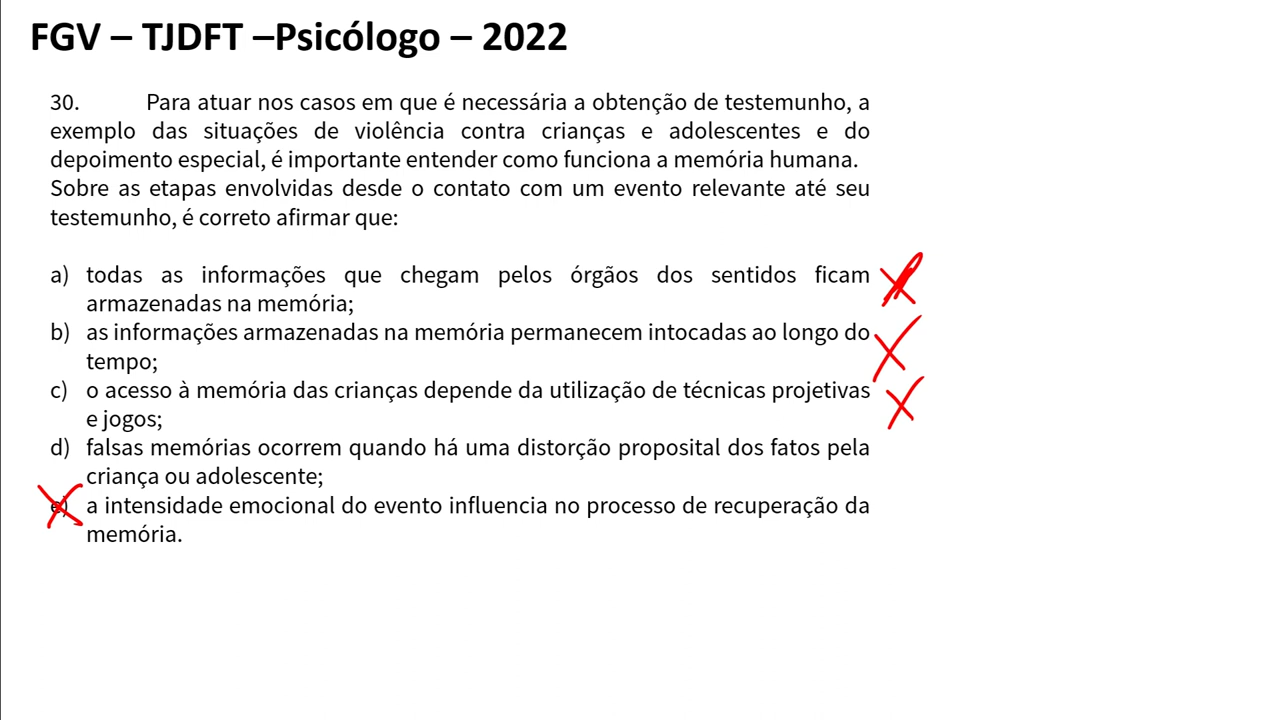 FGV – TJDFT –Psicólogo – 2022
30. Para atuar nos casos em que é necessária a obtenção de testemunho, a
exemplo das situações de violência contra crianças e adolescentes e do
depoimento especial, é importante entender como funciona a memória humana.
Sobre as etapas envolvidas desde o contato com um evento relevante até seu
testemunho, é correto afirmar que:
a) todas as informações que chegam pelos órgãos dos sentidos ficam
armazenadas na memória;
b) as informações armazenadas na memória permanecem intocadas ao longo do
tempo;
c) o acesso à memória das crianças depende da utilização de técnicas projetivas
e jogos;
d) falsas memórias ocorrem quando há uma distorção proposital dos fatos pela
criança ou adolescente;
e) a intensidade emocional do evento influencia no processo de recuperação da
memória.